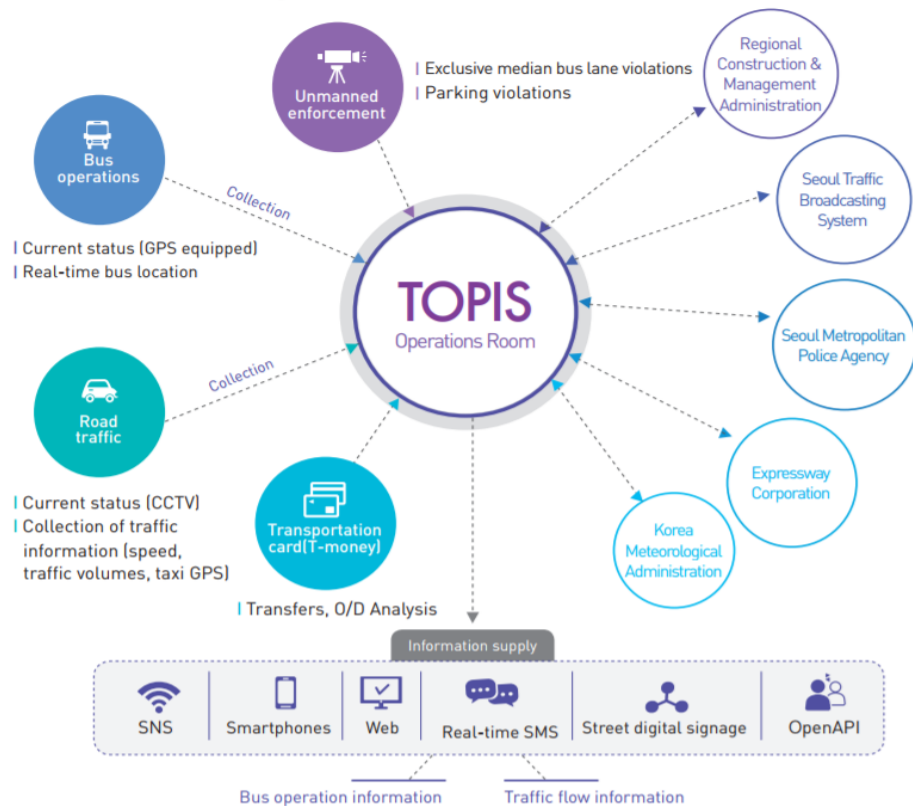 Unmanned
enforcement
Exclusive median bus lane violations
Parking violations
Regional
Construction &
Management
Administration
Bus
operations
Collection
Current status (GPS equipped)
Real-time bus location
Seoul Traffic
Broadcasting
System
TOPIS
Operations Room
Seoul Metropolitan
Police Agency
Road
traffic
Collection
Current status (CCTV)
Collection of traffic
information (speed,
traffic volumes, taxi GPS)
Transportation
card(T-money)
Transfers, O/D Analysis
Expressway
Corporation
Korea
Meteorological
Administration
Information supply
SNS
Smartphones
Web
Real-time SMS
Street digital signage
OpenAPI
Bus operation information
Traffic flow information